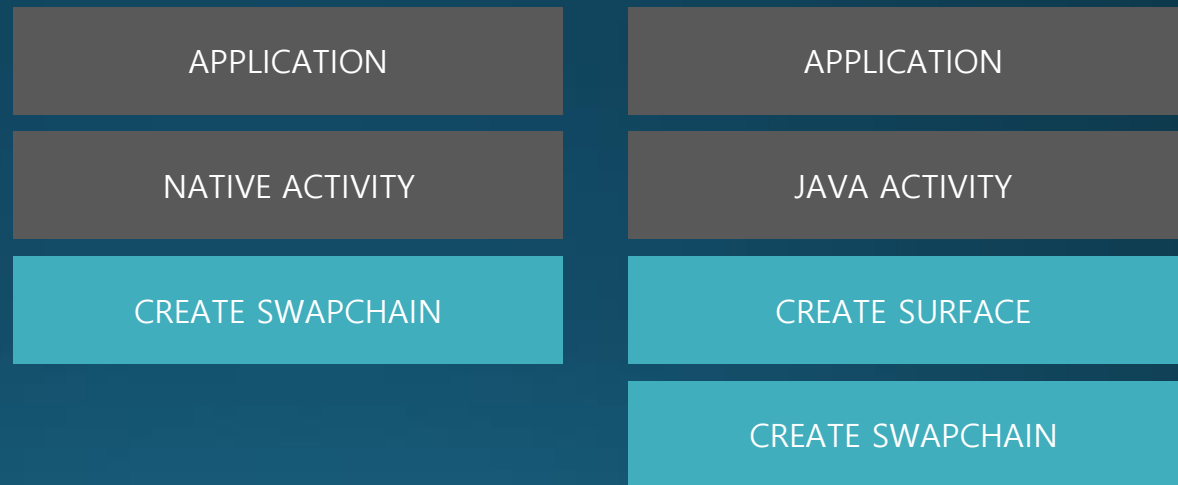 APPLICATION
NATIVE ACTIVITY
CREATE SWAPCHAIN
APPLICATION
JAVA ACTIVITY
CREATE SURFACE
CREATE SWAPCHAIN